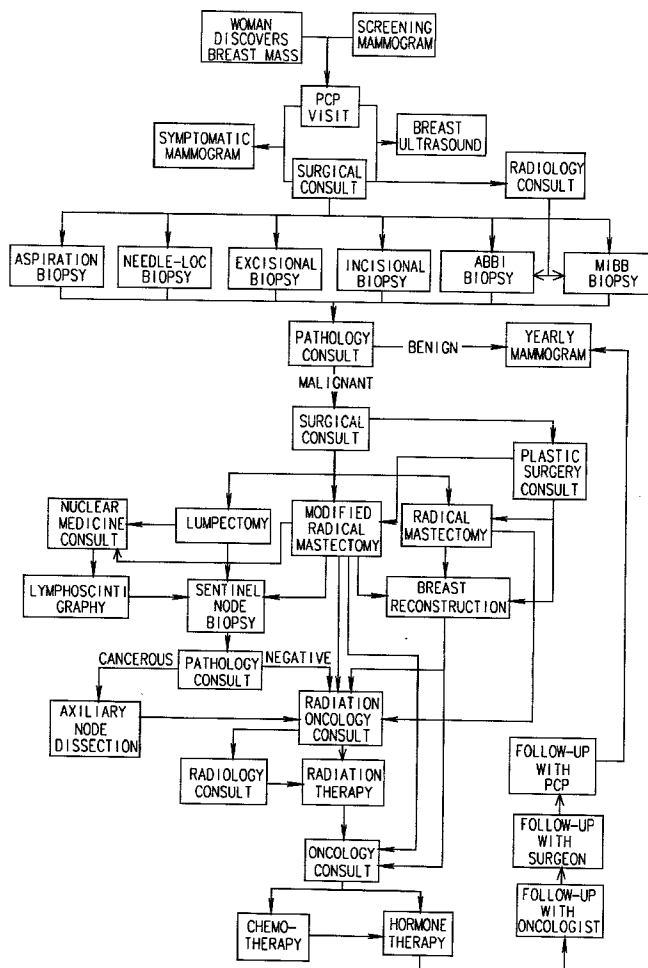 WOMAN
DISCOVERS
BREAST MASS
SCREENING
MAMMOGRAM
PCP
VISIT
SYMPTOMATIC
MAMMOGRAM
BREAST
ULTRASOUND
SURGICAL
CONSULT
RADIOLOGY
CONSULT
ASPIRATION
BIOPSY
NEEDLE-LOC
BIOPSY
EXCISIONAL
BIOPSY
INCISIONAL
BIOPSY
ABBI
BIOPSY
MIBB
BIOPSY
PATHOLOGY
CONSULT
BENIGN
YEARLY
MAMMOGRAM
MALIGNANT
SURGICAL
CONSULT
PLASTIC
SURGERY
CONSULT
NUCLEAR
MEDICINE
CONSULT
LUMPECTOMY
MODIFIED
RADICAL
MASTECTOMY
RADICAL
MASTECTOMY
LYMPHOSCINTI
GRAPHY
SENTINEL
NODE
BIOPSY
BREAST
RECONSTRUCTION
CANCEROUS
PATHOLOGY
CONSULT
NEGATIVE
AXILIARY
NODE
DISSECTION
RADIATION
ONCOLOGY
CONSULT
RADIOLOGY
CONSULT
RADIATION
THERAPY
FOLLOW-UP
WITH
PCP
ONCOLOGY
CONSULT
FOLLOW-UP
WITH
SURGEON
CHEMO-
THERAPY
HORMONE
THERAPY
FOLLOW-UP
WITH
ONCOLOGIST